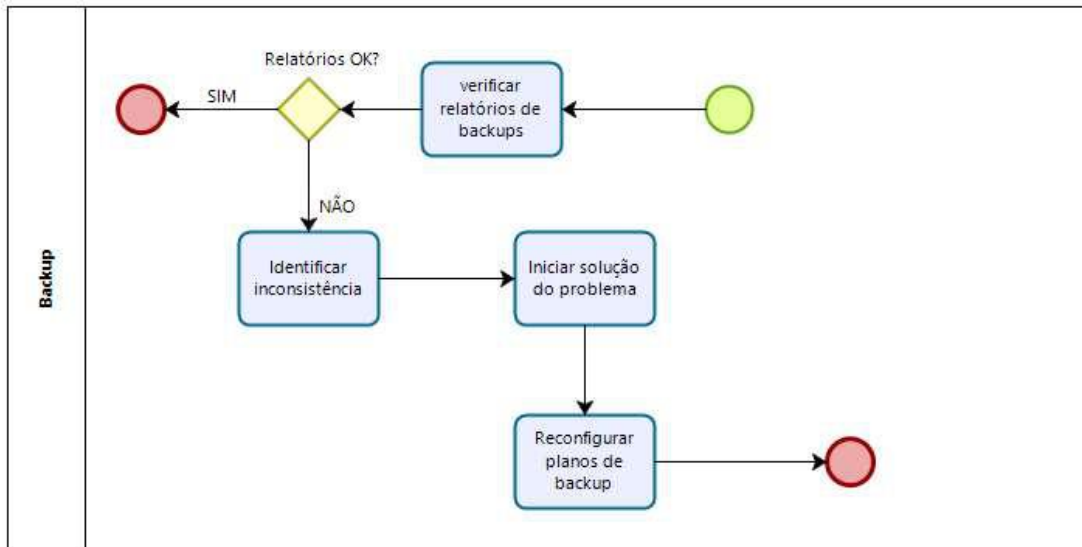 Relatórios OK?
SIM
verificar
relatórios de
backups
NÃO
Identificar
inconsistência
Iniciar solução
do problema
Backup
Reconfigurar
planos de
backup